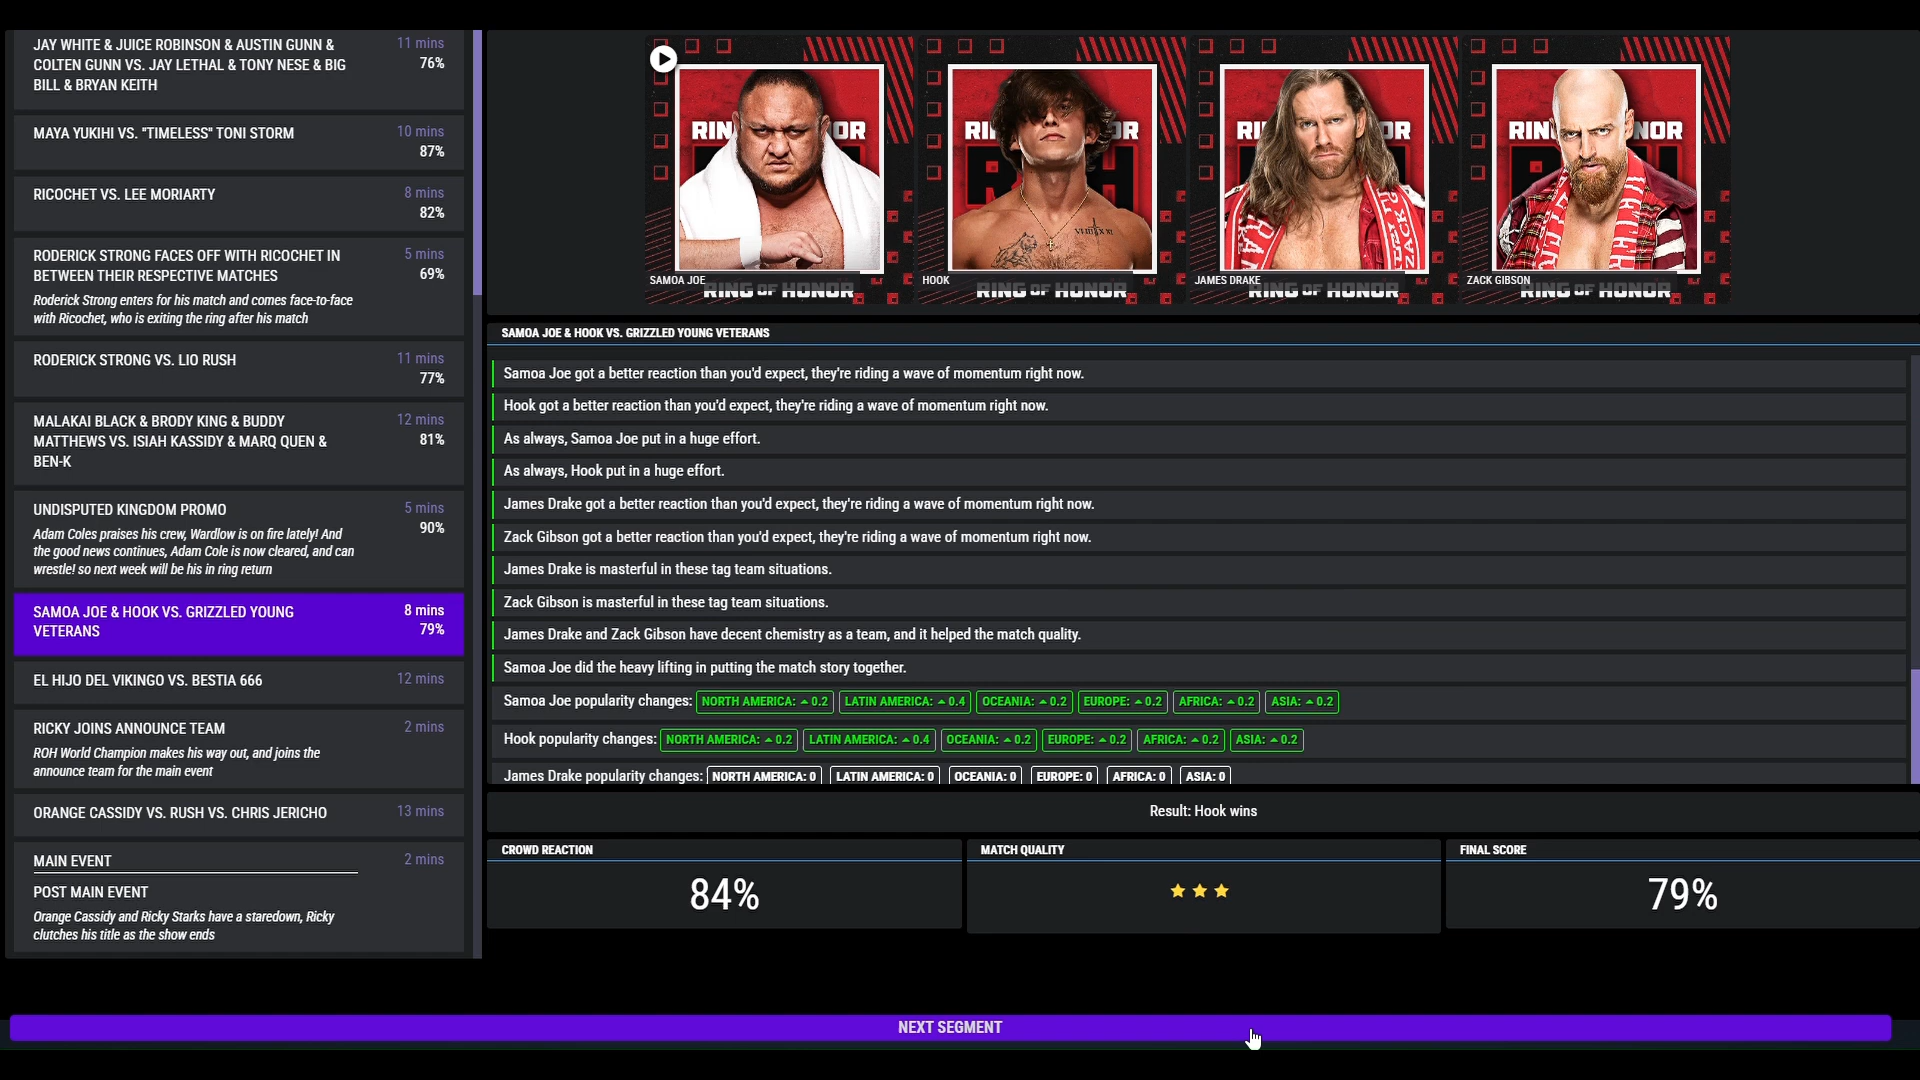 JAY WHITE & JUICE ROBINSON & AUSTIN GUNN &
COLTEN GUNN VS. JAY LETHAL & TONY NESE & BIG
BILL & BRYAN KEITH
11 mins
76%
MAYA YUKIHI VS. "TIMELESS" TONI STORM
10 mins
87%
RICOCHET VS. LEE MORIARTY
8 mins
82%
RODERICK STRONG FACES OFF WITH RICOCHET IN
BETWEEN THEIR RESPECTIVE MATCHES
5 mins
69%
Roderick Strong enters for his match and comes face-to-face
with Ricochet, who is exiting the ring after his match
RODERICK STRONG VS. LIO RUSH
11 mins
77%
MALAKAI BLACK & BRODY KING & BUDDY
MATTHEWS VS. ISIAH KASSIDY & MARQ QUEN &
BEN-K
12 mins
81%
UNDISPUTED KINGDOM PROMO
5 mins
90%
Adam Coles praises his crew, Wardlow is on fire lately! And
the good news continues, Adam Cole is now cleared, and can
wrestle! so next week will be his in ring return
SAMOA JOE & HOOK VS. GRIZZLED YOUNG
VETERANS
8 mins
79%
EL HIJO DEL VIKINGO VS. BESTIA 666
12 mins
RICKY JOINS ANNOUNCE TEAM
2 mins
ROH World Champion makes his way out, and joins the
announce team for the main event
ORANGE CASSIDY VS. RUSH VS. CHRIS JERICHO
13 mins
MAIN EVENT
2 mins
POST MAIN EVENT
Orange Cassidy and Ricky Starks have a staredown, Ricky
clutches his title as the show ends
SAMOA JOE
RING OF HONOR
HOOK
RING OF HONOR
JAMES DRAKE
RING OF HONOR
ZACK GIBSON
RING OF HONOR
SAMOA JOE & HOOK VS. GRIZZLED YOUNG VETERANS
Samoa Joe got a better reaction than you'd expect, they're riding a wave of momentum right now.
Hook got a better reaction than you'd expect, they're riding a wave of momentum right now.
As always, Samoa Joe put in a huge effort.
As always, Hook put in a huge effort.
James Drake got a better reaction than you'd expect, they're riding a wave of momentum right now.
Zack Gibson got a better reaction than you'd expect, they're riding a wave of momentum right now.
James Drake is masterful in these tag team situations.
Zack Gibson is masterful in these tag team situations.
James Drake and Zack Gibson have decent chemistry as a team, and it helped the match quality.
Samoa Joe did the heavy lifting in putting the match story together.
Samoa Joe popularity changes: NORTH AMERICA: 0.2 LATIN AMERICA: 0.4 OCEANIA: 0.2 EUROPE: 0.2 AFRICA: 0.2 ASIA: 0.2
Hook popularity changes: NORTH AMERICA: 0.2 LATIN AMERICA: 0.4 OCEANIA: 0.2 EUROPE: 0.2 AFRICA: 0.2 ASIA: 0.2
James Drake popularity changes: NORTH AMERICA: 0 LATIN AMERICA: 0 OCEANIA: 0 EUROPE: 0 AFRICA: 0 ASIA: 0
Result: Hook wins
CROWD REACTION
84%
MATCH QUALITY
FINAL SCORE
79%
NEXT SEGMENT